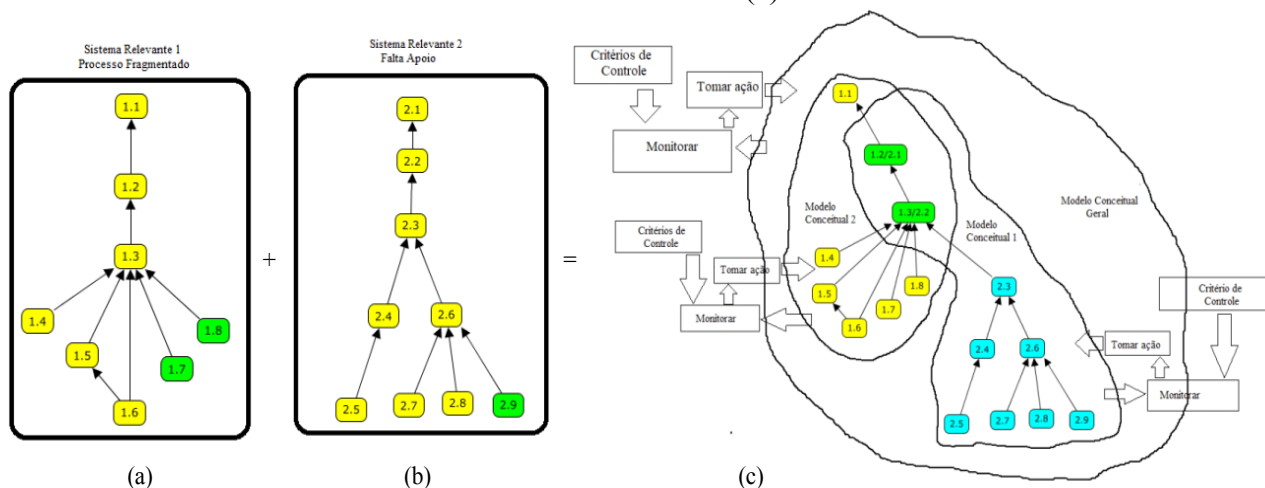 Sistema Relevante 1
Processo Fragmentado
1.1
1.2
1.3
1.4
1.8
1.5
1.7
1.6
(a)
+
Sistema Relevante 2
Falta Apoio
2.1
2.2
2.3
2.4
2.6
2.5
2.7
2.8
2.9
(b)
=
Critérios de
Controle
Tomar ação
Monitorar
1.1
1.2/2.1
1.3/2.2
Modelo
Conceitual 2
Modelo
Conceitual 1
Modelo Conceitual
Geral
Critérios de
Controle
Tomar ação
Monitorar
1.4
1.5
1.8
1.7
1.6
2.3
2.4
2.6
2.5
2.7
2.8
2.9
Critério de
Controle
Tomar ação
Monitorar
(c)